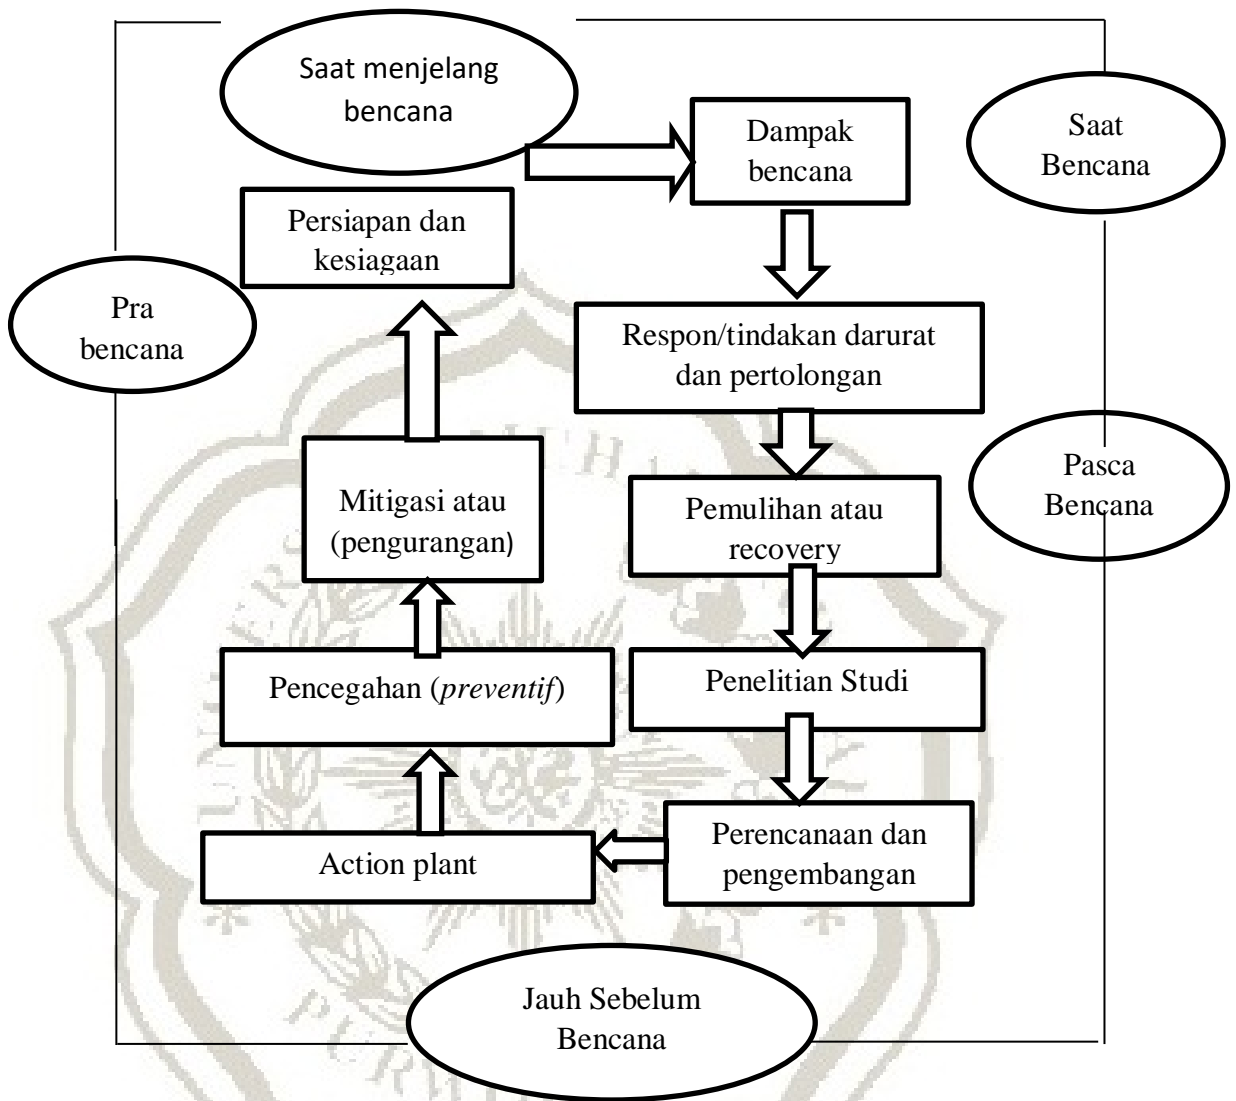 Saat menjelang
bencana
Dampak
bencana
Saat
Bencana
Persiapan dan
kesiagaan
Pra
bencana
Respon/tindakan darurat
dan pertolongan
Mitigasi atau
(pengurangan)
Pemulihan atau
recovery
Pasca
Bencana
Pencegahan (preventif)
Penelitian Studi
Action plant
Perencanaan dan
pengembangan
Jauh Sebelum
Bencana